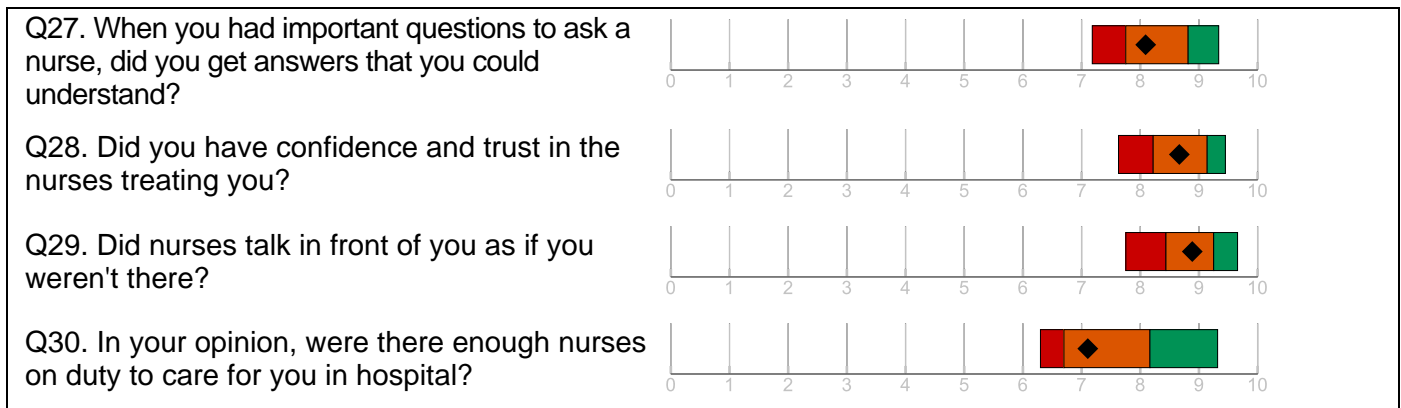 Q27. When you had important questions to ask a
nurse, did you get answers that you could
understand?
0 1 2 3 4 5 6 7 8 9 10
Q28. Did you have confidence and trust in the
nurses treating you?
0 1 2 3 4 5 6 7 8 9 10
Q29. Did nurses talk in front of you as if you
weren't there?
0 1 2 3 4 5 6 7 8 9 10
Q30. In your opinion, were there enough nurses
on duty to care for you in hospital?
0 1 2 3 4 5 6 7 8 9 10